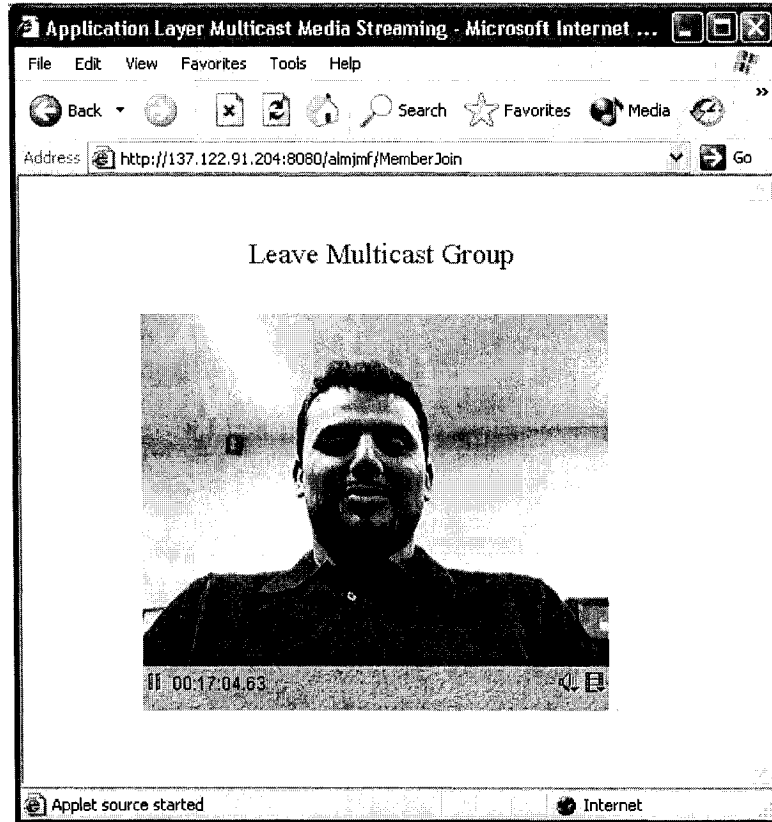 Application Layer Multicast Media Streaming - Microsoft Internet ...
File Edit View Favorites Tools Help
Back Search Favorites Media »
Address http://137.122.91.204:8080/almjmf/MemberJoin Go
Leave Multicast Group
00:17:04.63
Applet source started Internet